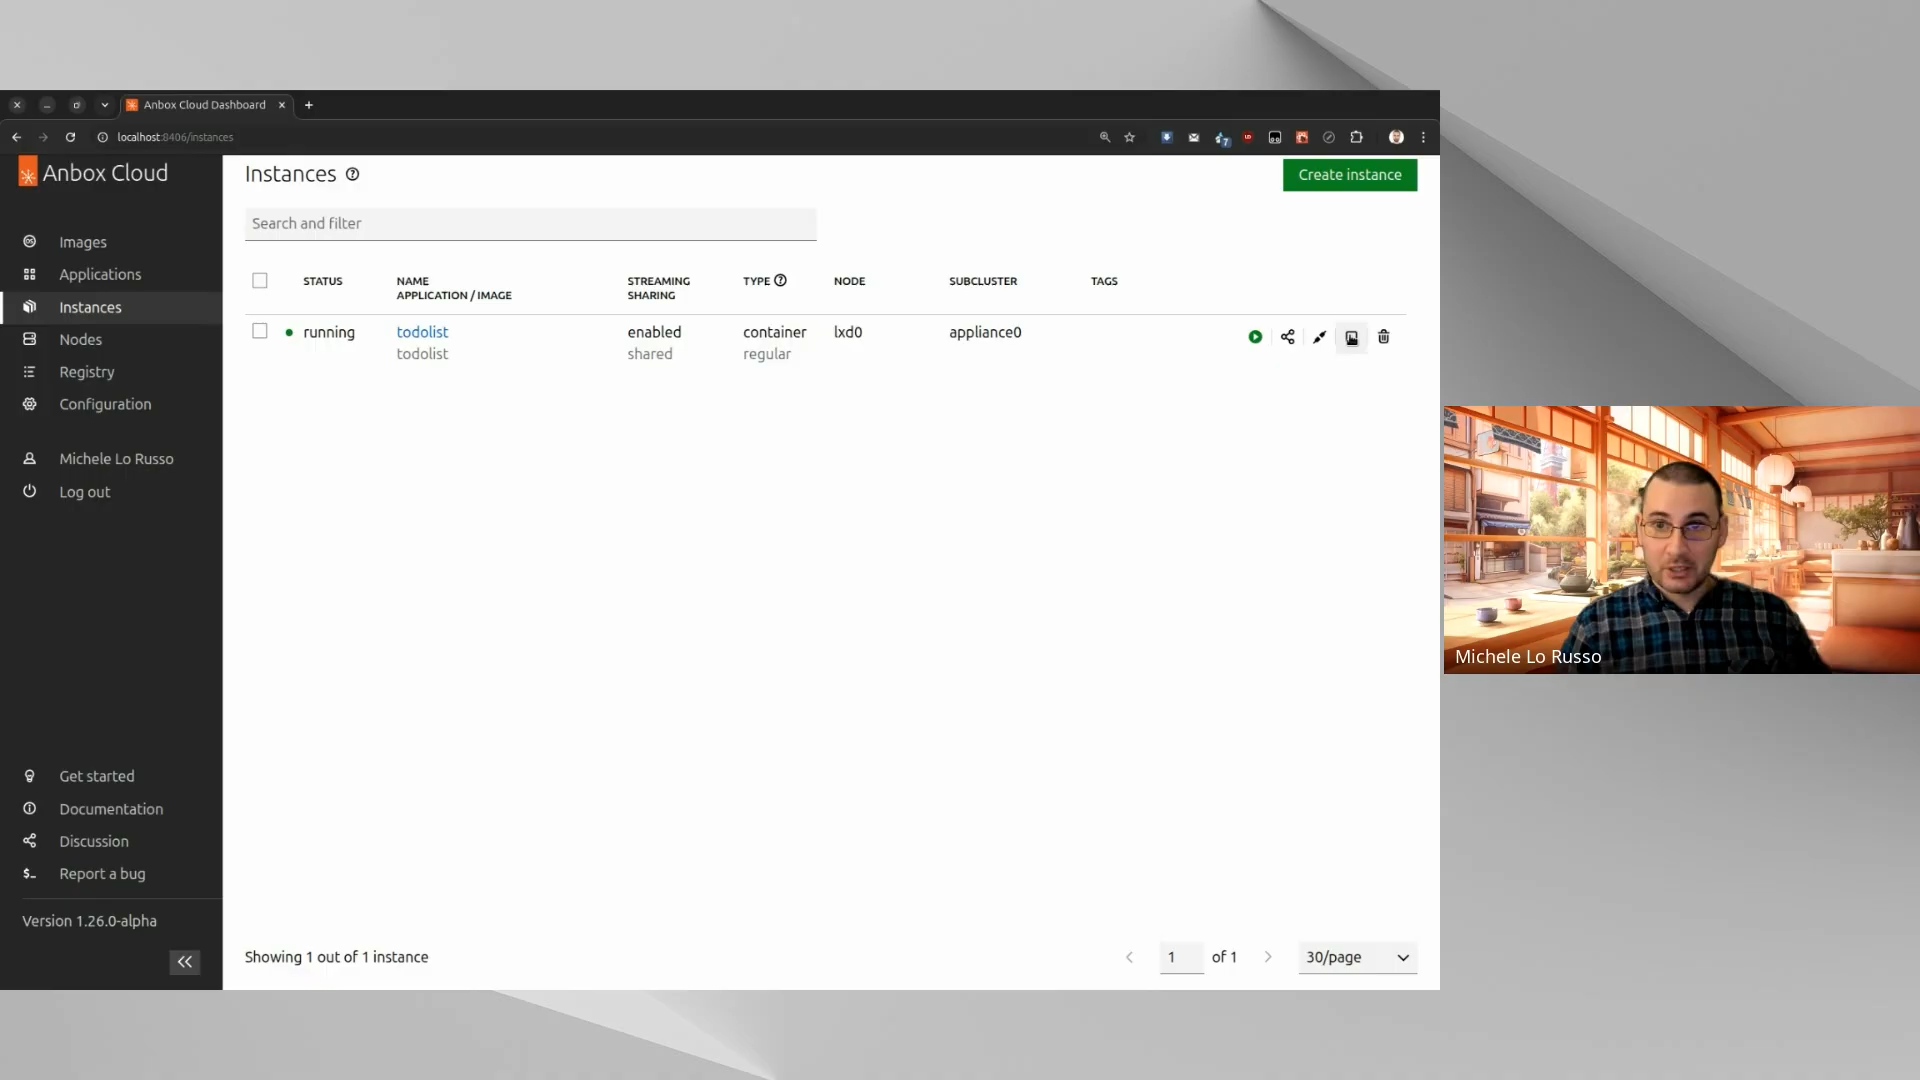 Anbox Cloud Dashboard
localhost:8406/instances
7
Anbox Cloud
Images
Applications
Instances
Nodes
Registry
Configuration
Michele Lo Russo
Log out
Get started
Documentation
Discussion
Report a bug
Version 1.26.0-alpha
Instances
Create instance
Search and filter
STATUS
NAME
APPLICATION / IMAGE
STREAMING
SHARING
TYPE
NODE
SUBCLUSTER
TAGS
running
todolist
todolist
enabled
shared
container
regular
lxd0
appliance0
Showing 1 out of 1 instance
1
of 1
30/page
Michele Lo Russo